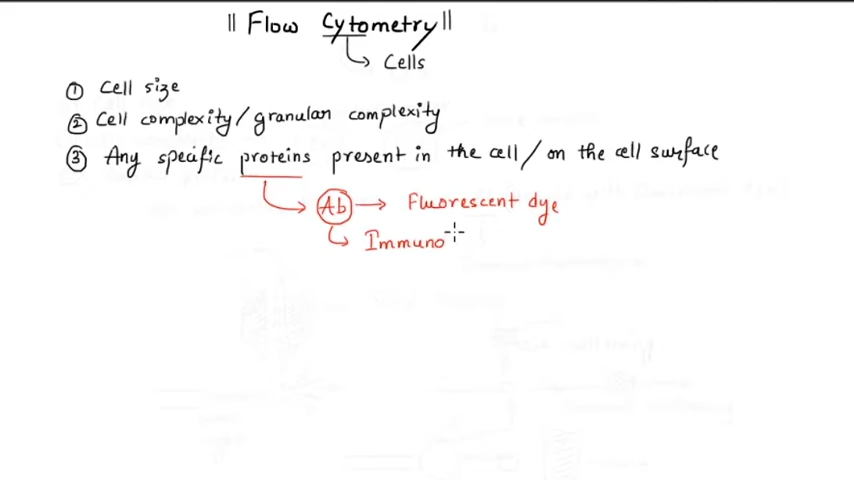 || Flow Cytometry ||
Cells
① Cell size
② Cell complexity / granular complexity
③ Any specific proteins present in the cell / on the cell surface
Ab → Fluorescent dye
Immuno